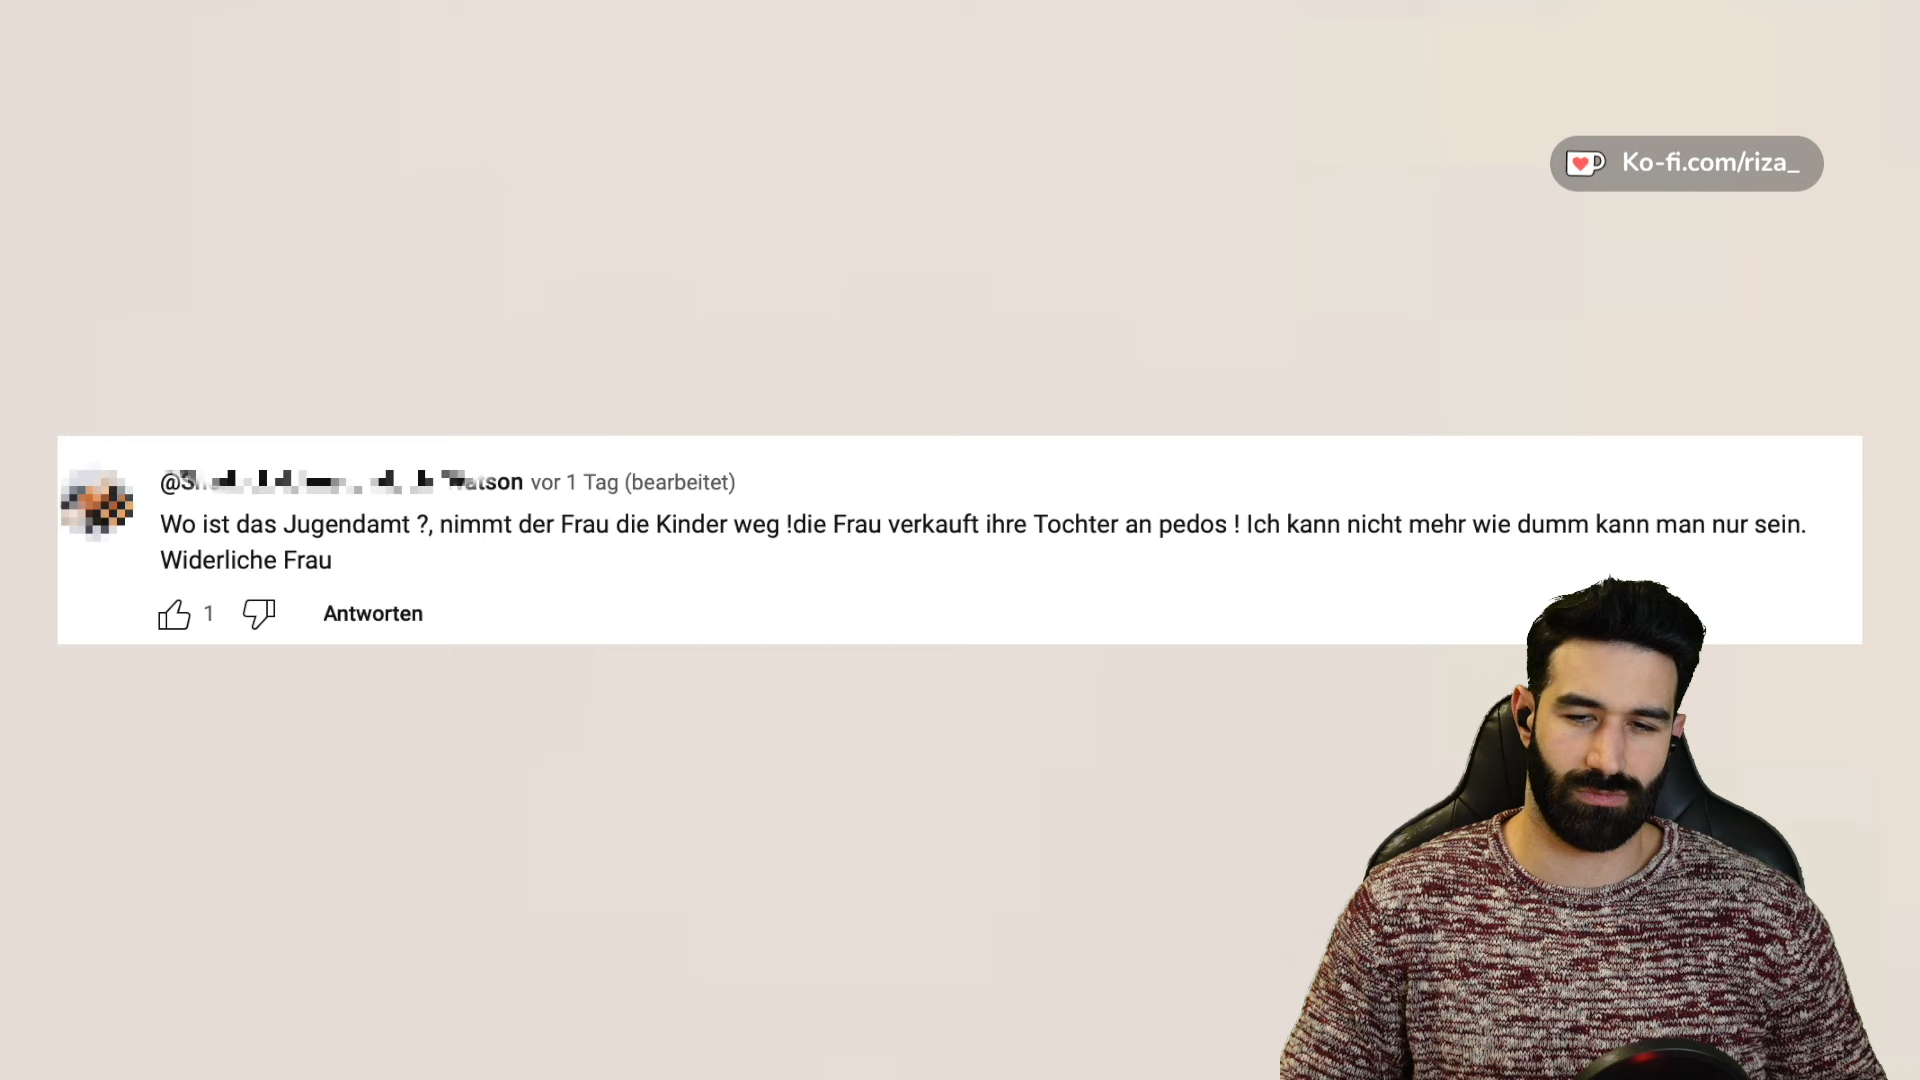 Ko-fi.com/riza_
vor 1 Tag (bearbeitet)
Wo ist das Jugendamt ?, nimmt der Frau die Kinder weg !die Frau verkauft ihre Tochter an pedos ! Ich kann nicht mehr wie dumm kann man nur sein.
Widerliche Frau
1 Antworten